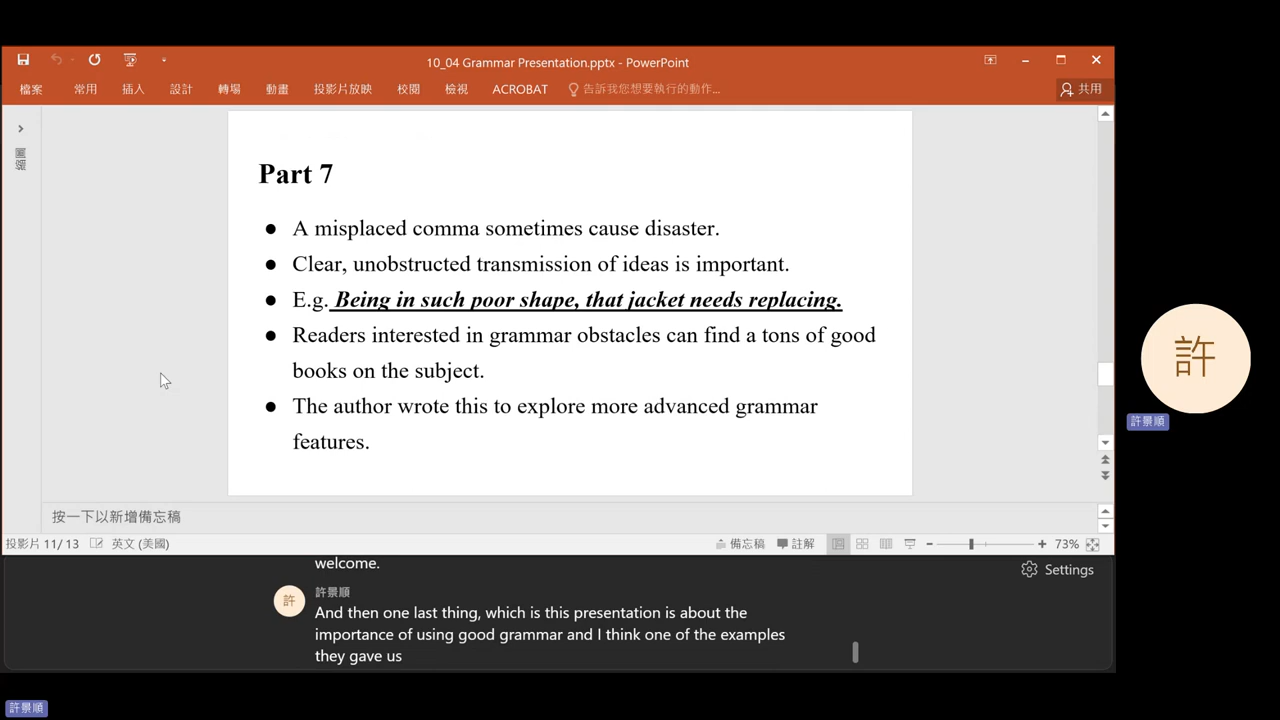 10_04 Grammar Presentation.pptx - PowerPoint
檔案 常用 插入 設計 轉場 動畫 投影片放映 校閱 檢視 ACROBAT 告訴我您想要執行的動作... 共用
Part 7
● A misplaced comma sometimes cause disaster.
● Clear, unobstructed transmission of ideas is important.
● E.g. Being in such poor shape, that jacket needs replacing.
● Readers interested in grammar obstacles can find a tons of good
books on the subject.
● The author wrote this to explore more advanced grammar
features.
許
許景順
按一下以新增備忘稿
投影片 11/ 13 英文 (美國) 備忘稿 註解 73%
welcome.
Settings
許景順
許
And then one last thing, which is this presentation is about the
importance of using good grammar and I think one of the examples
they gave us
許景順